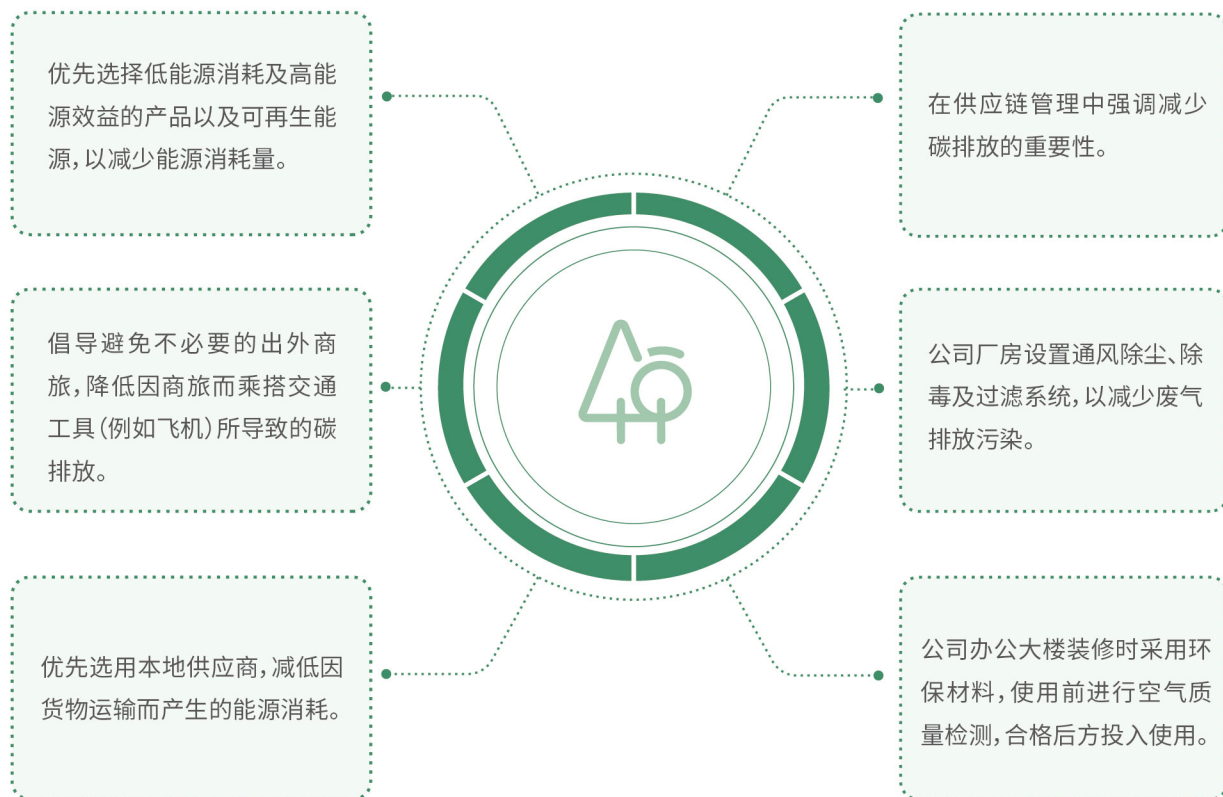 优先选择低能源消耗及高能
源效益的产品以及可再生能
源,以减少能源消耗量。
倡导避免不必要的出外商
旅,降低因商旅而乘搭交通
工具(例如飞机)所导致的碳
排放。
优先选用本地供应商,减低因
货物运输而产生的能源消耗。
在供应链管理中强调减少
碳排放的重要性。
公司厂房设置通风除尘、除
毒及过滤系统,以减少废气
排放污染。
公司办公大楼装修时采用环
保材料,使用前进行空气质
量检测,合格后方投入使用。